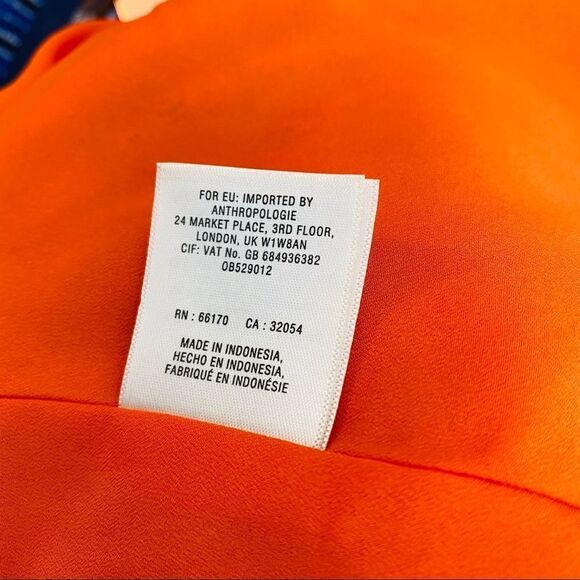 FOR EU: IMPORTED BY
ANTHROPOLOGIE
24 MARKET PLACE, 3RD FLOOR,
LONDON, UK W1W8AN
CIF: VAT No. GB 684936382
OB529012
RN : 66170 CA : 32054
MADE IN INDONESIA,
HECHO EN INDONESIA,
FABRIQUÉ EN INDONÉSIE